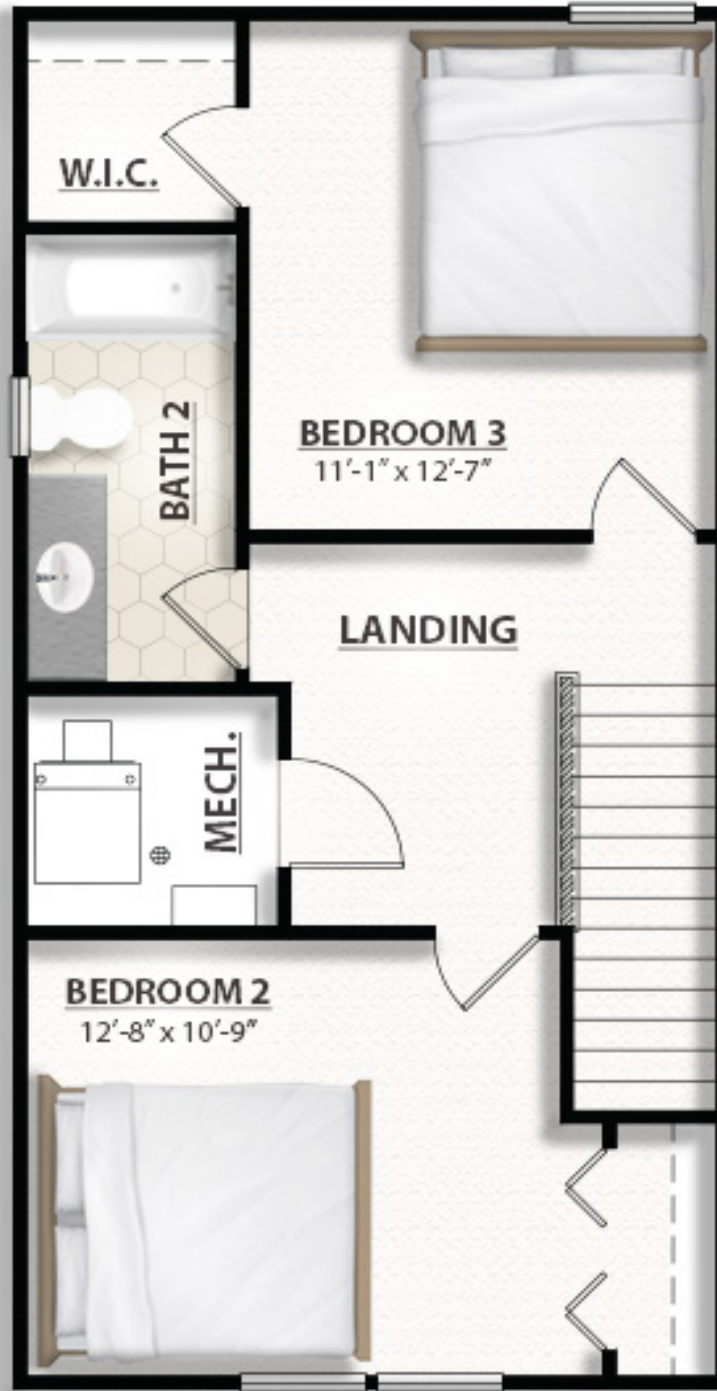 W.I.C.
BEDROOM 3
11’-1” x 12’-7”
BATH 2
LANDING
MECH.
BEDROOM 2
12’-8” x 10’-9”